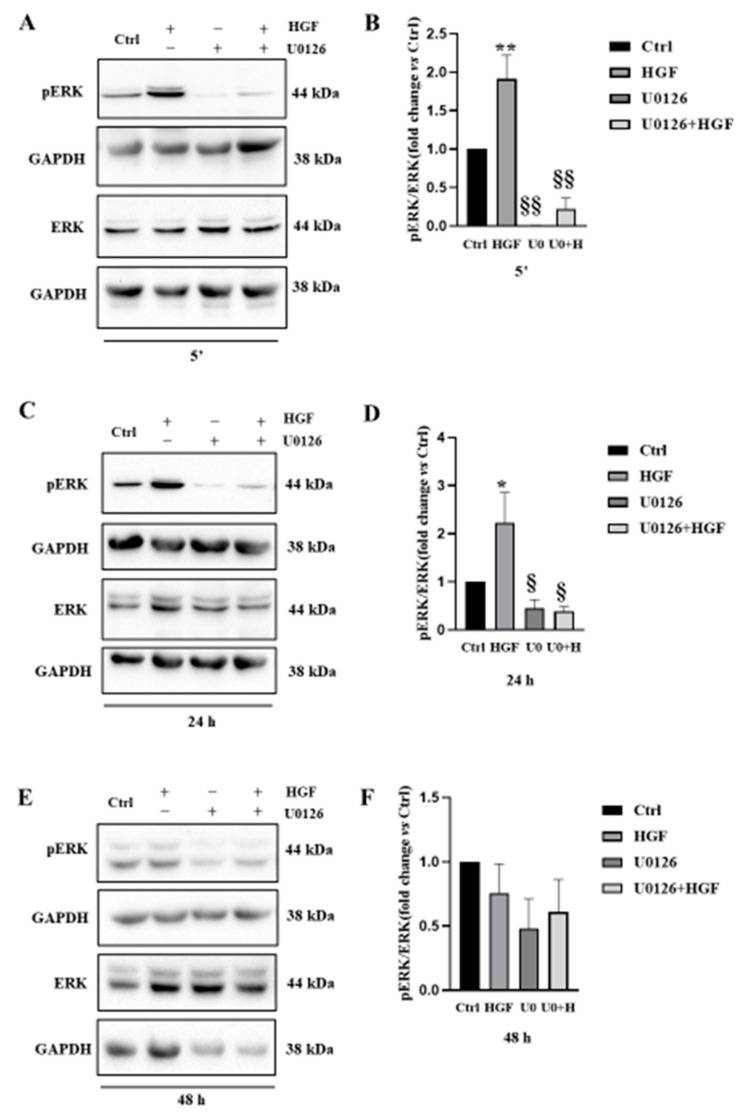 A
Ctrl + – + HGF
– + + U0126
pERK 44 kDa
GAPDH 38 kDa
ERK 44 kDa
GAPDH 38 kDa
5’
B
pERK/ERK(fold change vs Ctrl)
2.5
2.0
1.5
1.0
0.5
0.0
**
§§
§§
Ctrl HGF U0 U0+H
5’
Ctrl
HGF
U0126
U0126+HGF
C
Ctrl + – + HGF
– + + U0126
pERK 44 kDa
GAPDH 38 kDa
ERK 44 kDa
GAPDH 38 kDa
24 h
D
pERK/ERK(fold change vs Ctrl)
4
3
2
1
0
*
§
§
Ctrl HGF U0 U0+H
24 h
Ctrl
HGF
U0126
U0126+HGF
E
Ctrl + – + HGF
– + + U0126
pERK 44 kDa
GAPDH 38 kDa
ERK 44 kDa
GAPDH 38 kDa
48 h
F
pERK/ERK(fold change vs Ctrl)
1.5
1.0
0.5
0.0
Ctrl HGF U0 U0+H
48 h
Ctrl
HGF
U0126
U0126+HGF